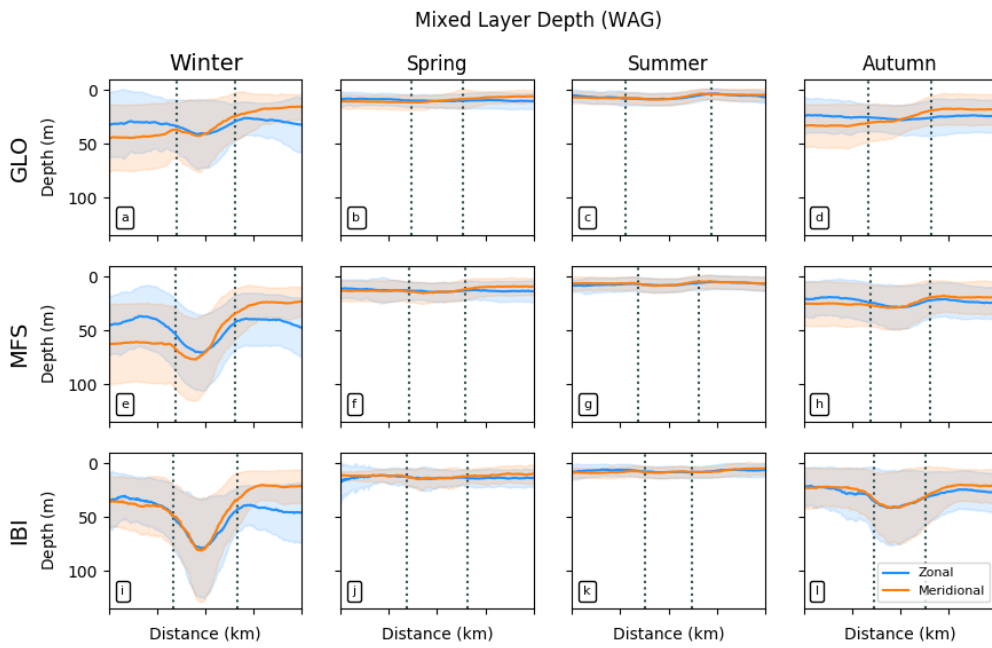 Mixed Layer Depth (WAG)
Winter Spring Summer Autumn
GLO
Depth (m)
0
50
100
a
b
c
d
MFS
Depth (m)
0
50
100
e
f
g
h
IBI
Depth (m)
0
50
100
i
j
k
l
Zonal
Meridional
Distance (km) Distance (km) Distance (km) Distance (km)